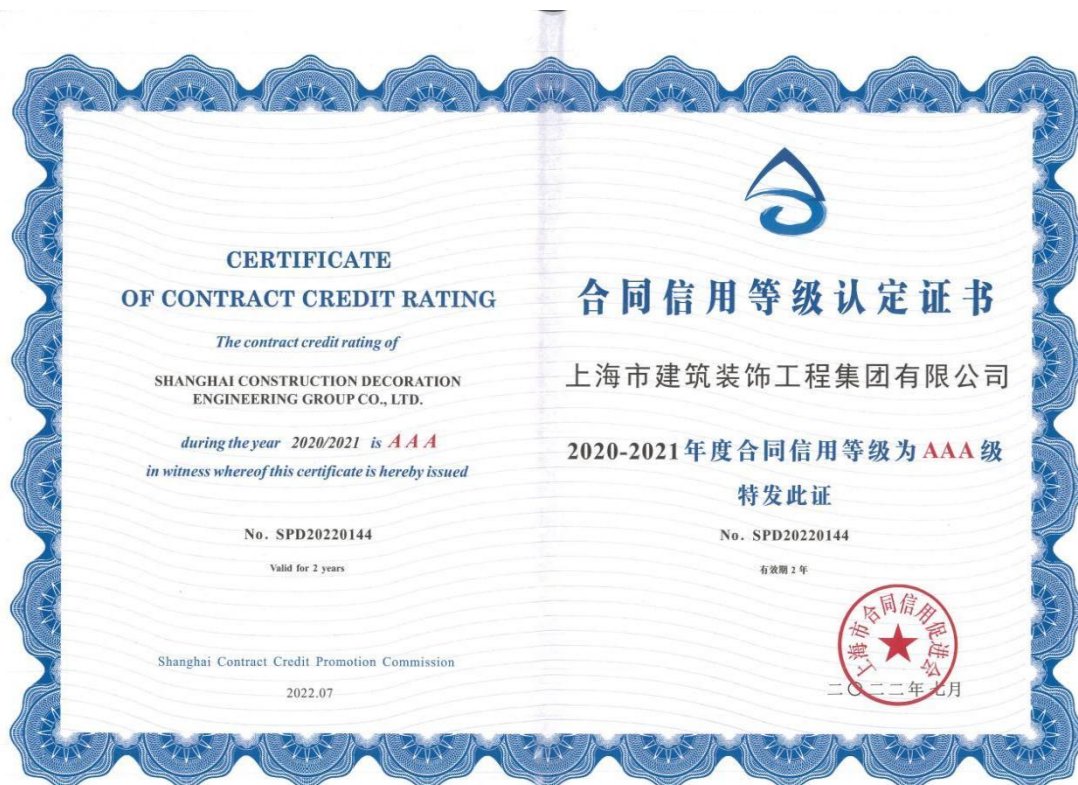 CERTIFICATE
OF CONTRACT CREDIT RATING
The contract credit rating of
SHANGHAI CONSTRUCTION DECORATION
ENGINEERING GROUP CO., LTD.
during the year 2020/2021 is AAA
in witness whereof this certificate is hereby issued
No. SPD20220144
Valid for 2 years
Shanghai Contract Credit Promotion Commission
2022.07
合同信用等级认定证书
上海市建筑装饰工程集团有限公司
2020-2021年度合同信用等级为AAA级
特发此证
No. SPD20220144
有效期2年
上海市合同信用促进会
二〇二二年七月